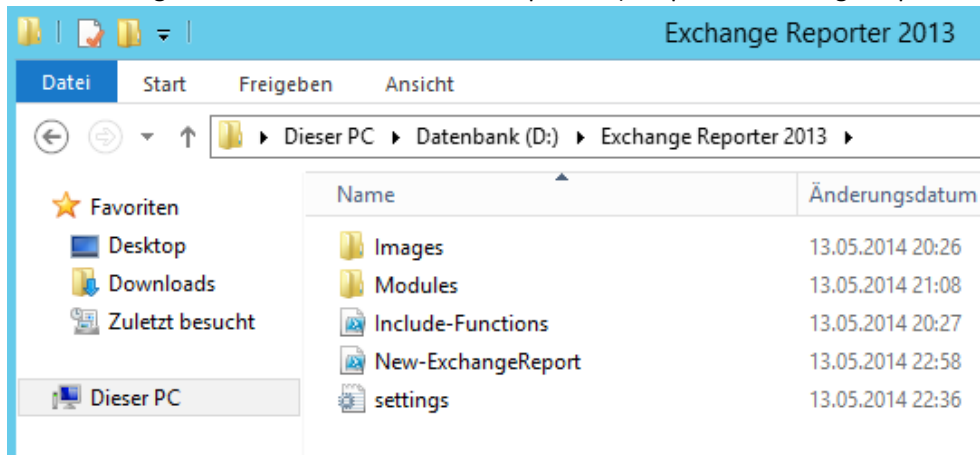 Exchange Reporter 2013
Datei Start Freigeben Ansicht
Dieser PC Datenbank (D:) Exchange Reporter 2013
Name Änderungsdatum
Favoriten
Desktop
Downloads
Zuletzt besucht
Dieser PC
Images 13.05.2014 20:26
Modules 13.05.2014 21:08
Include-Functions 13.05.2014 20:27
New-ExchangeReport 13.05.2014 22:58
settings 13.05.2014 22:36